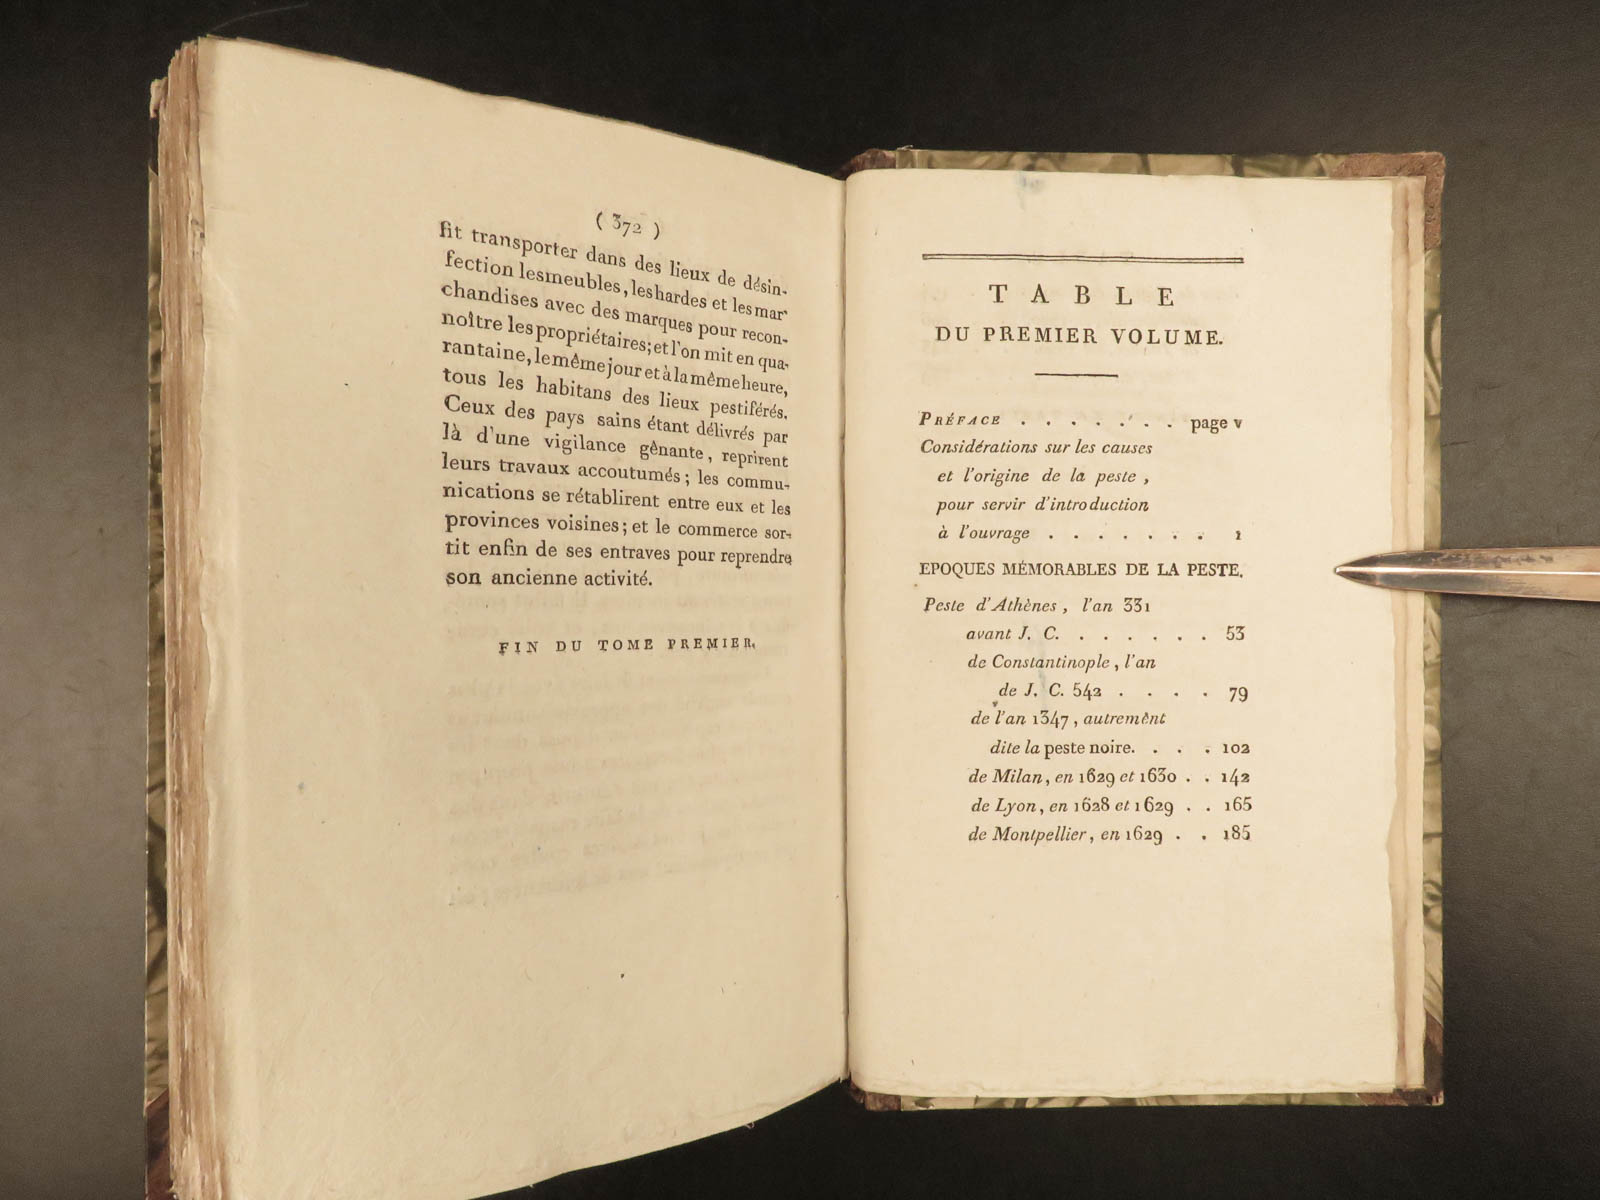 ( 372 )
fit transporter dans des lieux de désin-
fection les meubles, les hardes et les mar-
chandises avec des marques pour recon-
noître les propriétaires; et l'on mit en qua-
rantaine, le même jour et à la même heure,
tous les habitans des lieux pestiférés.
Ceux des pays sains étant délivrés par
là d'une vigilance gênante, reprirent
leurs travaux accoutumés; les commu-
nications se rétablirent entre eux et les
provinces voisines; et le commerce sor-
tit enfin de ses entraves pour reprendre
son ancienne activité.
FIN DU TOME PREMIER.
TABLE
DU PREMIER VOLUME.
PRÉFACE . . . . . . . page v
Considérations sur les causes
et l'origine de la peste,
pour servir d'introduction
à l'ouvrage . . . . . . . 1
EPOQUES MÉMORABLES DE LA PESTE.
Peste d'Athènes, l'an 331
avant J. C. . . . . . . 53
de Constantinople, l'an
de J. C. 542 . . . . 79
de l'an 1347, autrement
dite la peste noire. . . . 102
de Milan, en 1629 et 1630 . . 142
de Lyon, en 1628 et 1629 . . 165
de Montpellier, en 1629 . . 185